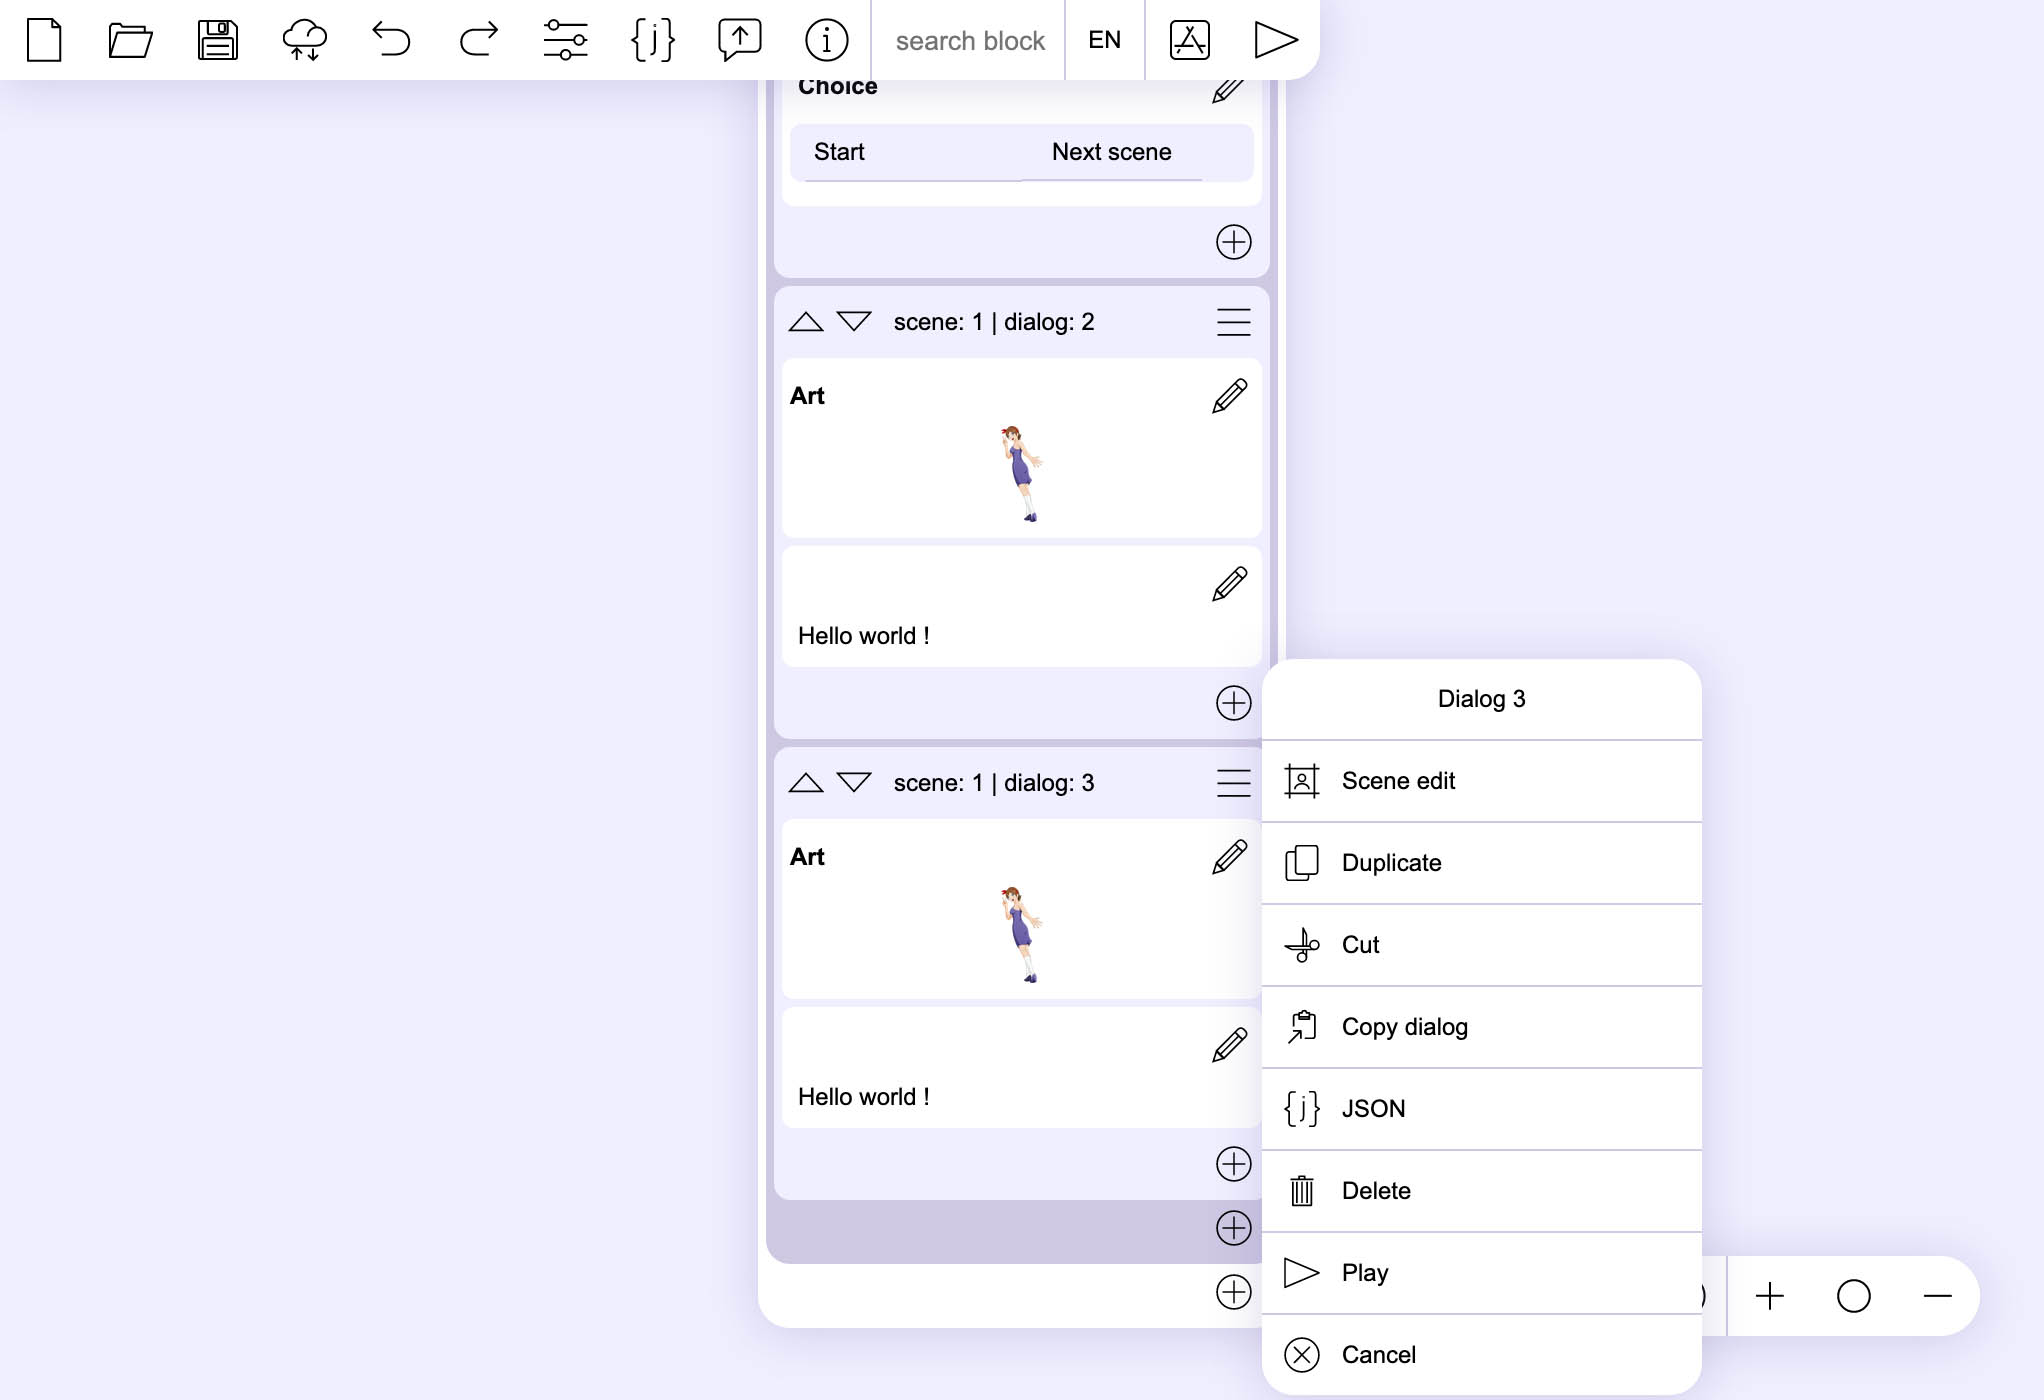 {j}
search block
EN
Choice
Start
Next scene
scene: 1 | dialog: 2
Art
Hello world !
scene: 1 | dialog: 3
Art
Hello world !
Dialog 3
Scene edit
Duplicate
Cut
Copy dialog
{j} JSON
Delete
Play
Cancel